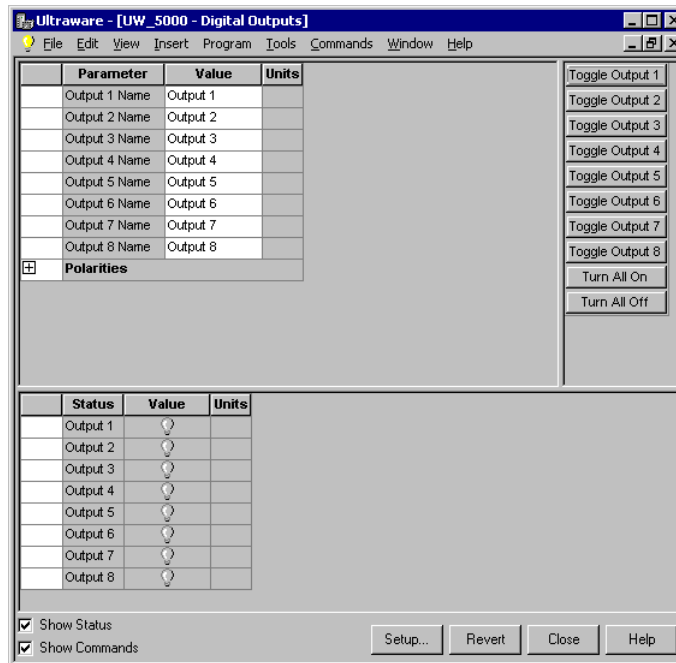 Ultraware - [UW_5000 - Digital Outputs]
File Edit View Insert Program Tools Commands Window Help
Parameter Value Units
Output 1 Name Output 1
Output 2 Name Output 2
Output 3 Name Output 3
Output 4 Name Output 4
Output 5 Name Output 5
Output 6 Name Output 6
Output 7 Name Output 7
Output 8 Name Output 8
Polarities
Toggle Output 1
Toggle Output 2
Toggle Output 3
Toggle Output 4
Toggle Output 5
Toggle Output 6
Toggle Output 7
Toggle Output 8
Turn All On
Turn All Off
Status Value Units
Output 1
Output 2
Output 3
Output 4
Output 5
Output 6
Output 7
Output 8
Show Status
Show Commands
Setup... Revert Close Help